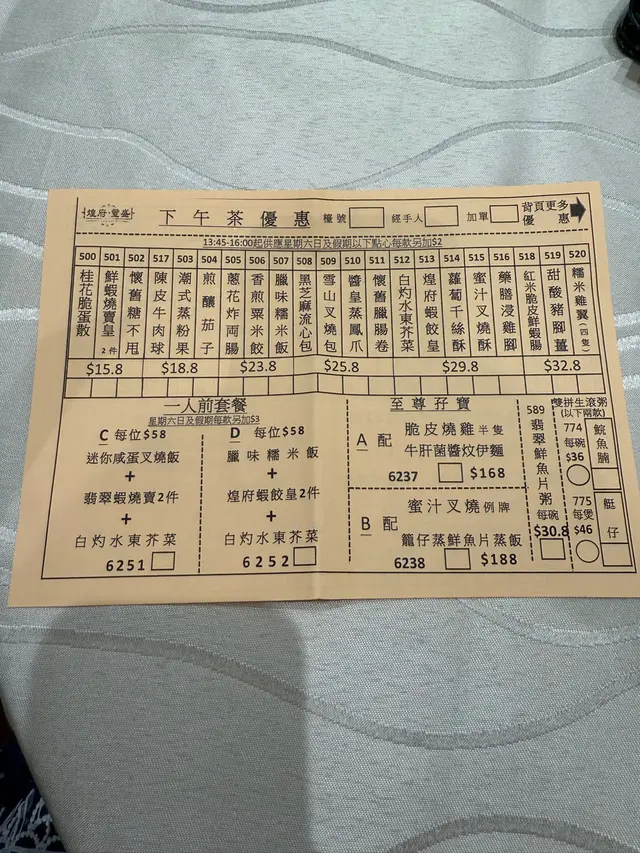 煌府·璽盛
下午茶優惠
檯號
經手人
加單
背頁更多
優惠
13:45-16:00起供應星期六日及假期以下點心每款另加$2
500 501 502 517 503 504 505 506 507 508 509 510 511 512 513 514 515 516 518 519 520
桂花脆蛋散
鮮蝦燒賣皇2件
懷舊糖不甩
陳皮牛肉球
潮式蒸粉果
煎釀茄子
蔥花炸両腸
香煎粟米餃
臘味糯米飯
黑芝麻流心包
雪山叉燒包
醬皇蒸鳳爪
懷舊臘腸卷
白灼水東芥菜
煌府蝦餃皇
蘿蔔千絲酥
蜜汁叉燒酥
藥膳浸雞腳
紅米脆皮鮮蝦腸
甜酸豬腳薑
糯米雞翼(四隻)
$15.8 $18.8 $23.8 $25.8 $29.8 $32.8
一人前套餐
星期六日及假期每款另加$3
C 每位$58
迷你咸蛋叉燒飯
+
翡翠蝦燒賣2件
+
白灼水東芥菜
6251
D 每位$58
臘味糯米飯
+
煌府蝦餃皇2件
+
白灼水東芥菜
6252
至尊孖寶
脆皮燒雞半隻
A 配
牛肝菌醬炆伊麵
6237 $168
蜜汁叉燒例牌
B 配
籠仔蒸鮮魚片蒸飯
6238 $188
589
翡翠鮮魚片粥
每碗
$30.8
雙拼生滾粥
(以下兩款)
774
每碗
$36
775
每煲
$46
鯇魚腩
艇仔